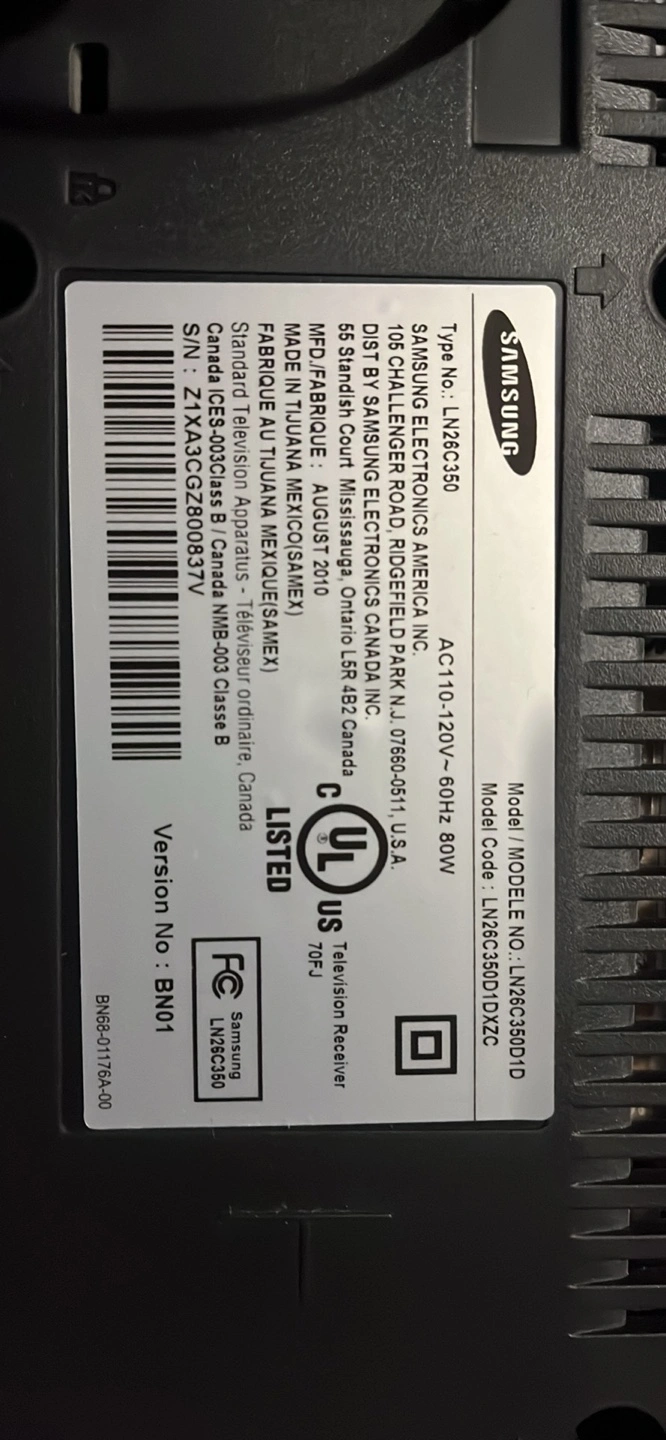 SAMSUNG
Model / MODELE NO.: LN26C350D1D
Model Code : LN26C350D1DXZC
Type No.: LN26C350 AC110-120V~ 60Hz 80W
SAMSUNG ELECTRONICS AMERICA INC.
105 CHALLENGER ROAD, RIDGEFIELD PARK N.J. 07660-0511, U.S.A.
DIST BY SAMSUNG ELECTRONICS CANADA INC.
55 Standish Court Mississauga, Ontario L5R 4B2 Canada
MFD./FABRIQUE : AUGUST 2010
MADE IN TIJUANA MEXICO(SAMEX)
FABRIQUE AU TIJUANA MEXIQUE(SAMEX)
Standard Television Apparatus - Téléviseur ordinaire, Canada
Canada ICES-003Class B / Canada NMB-003 Classe B
S/N : Z1XA3CGZ800837V
C UL ® US
LISTED
Television Receiver
70FJ
FC Samsung
LN26C350
Version No : BN01
BN68-01176A-00
K